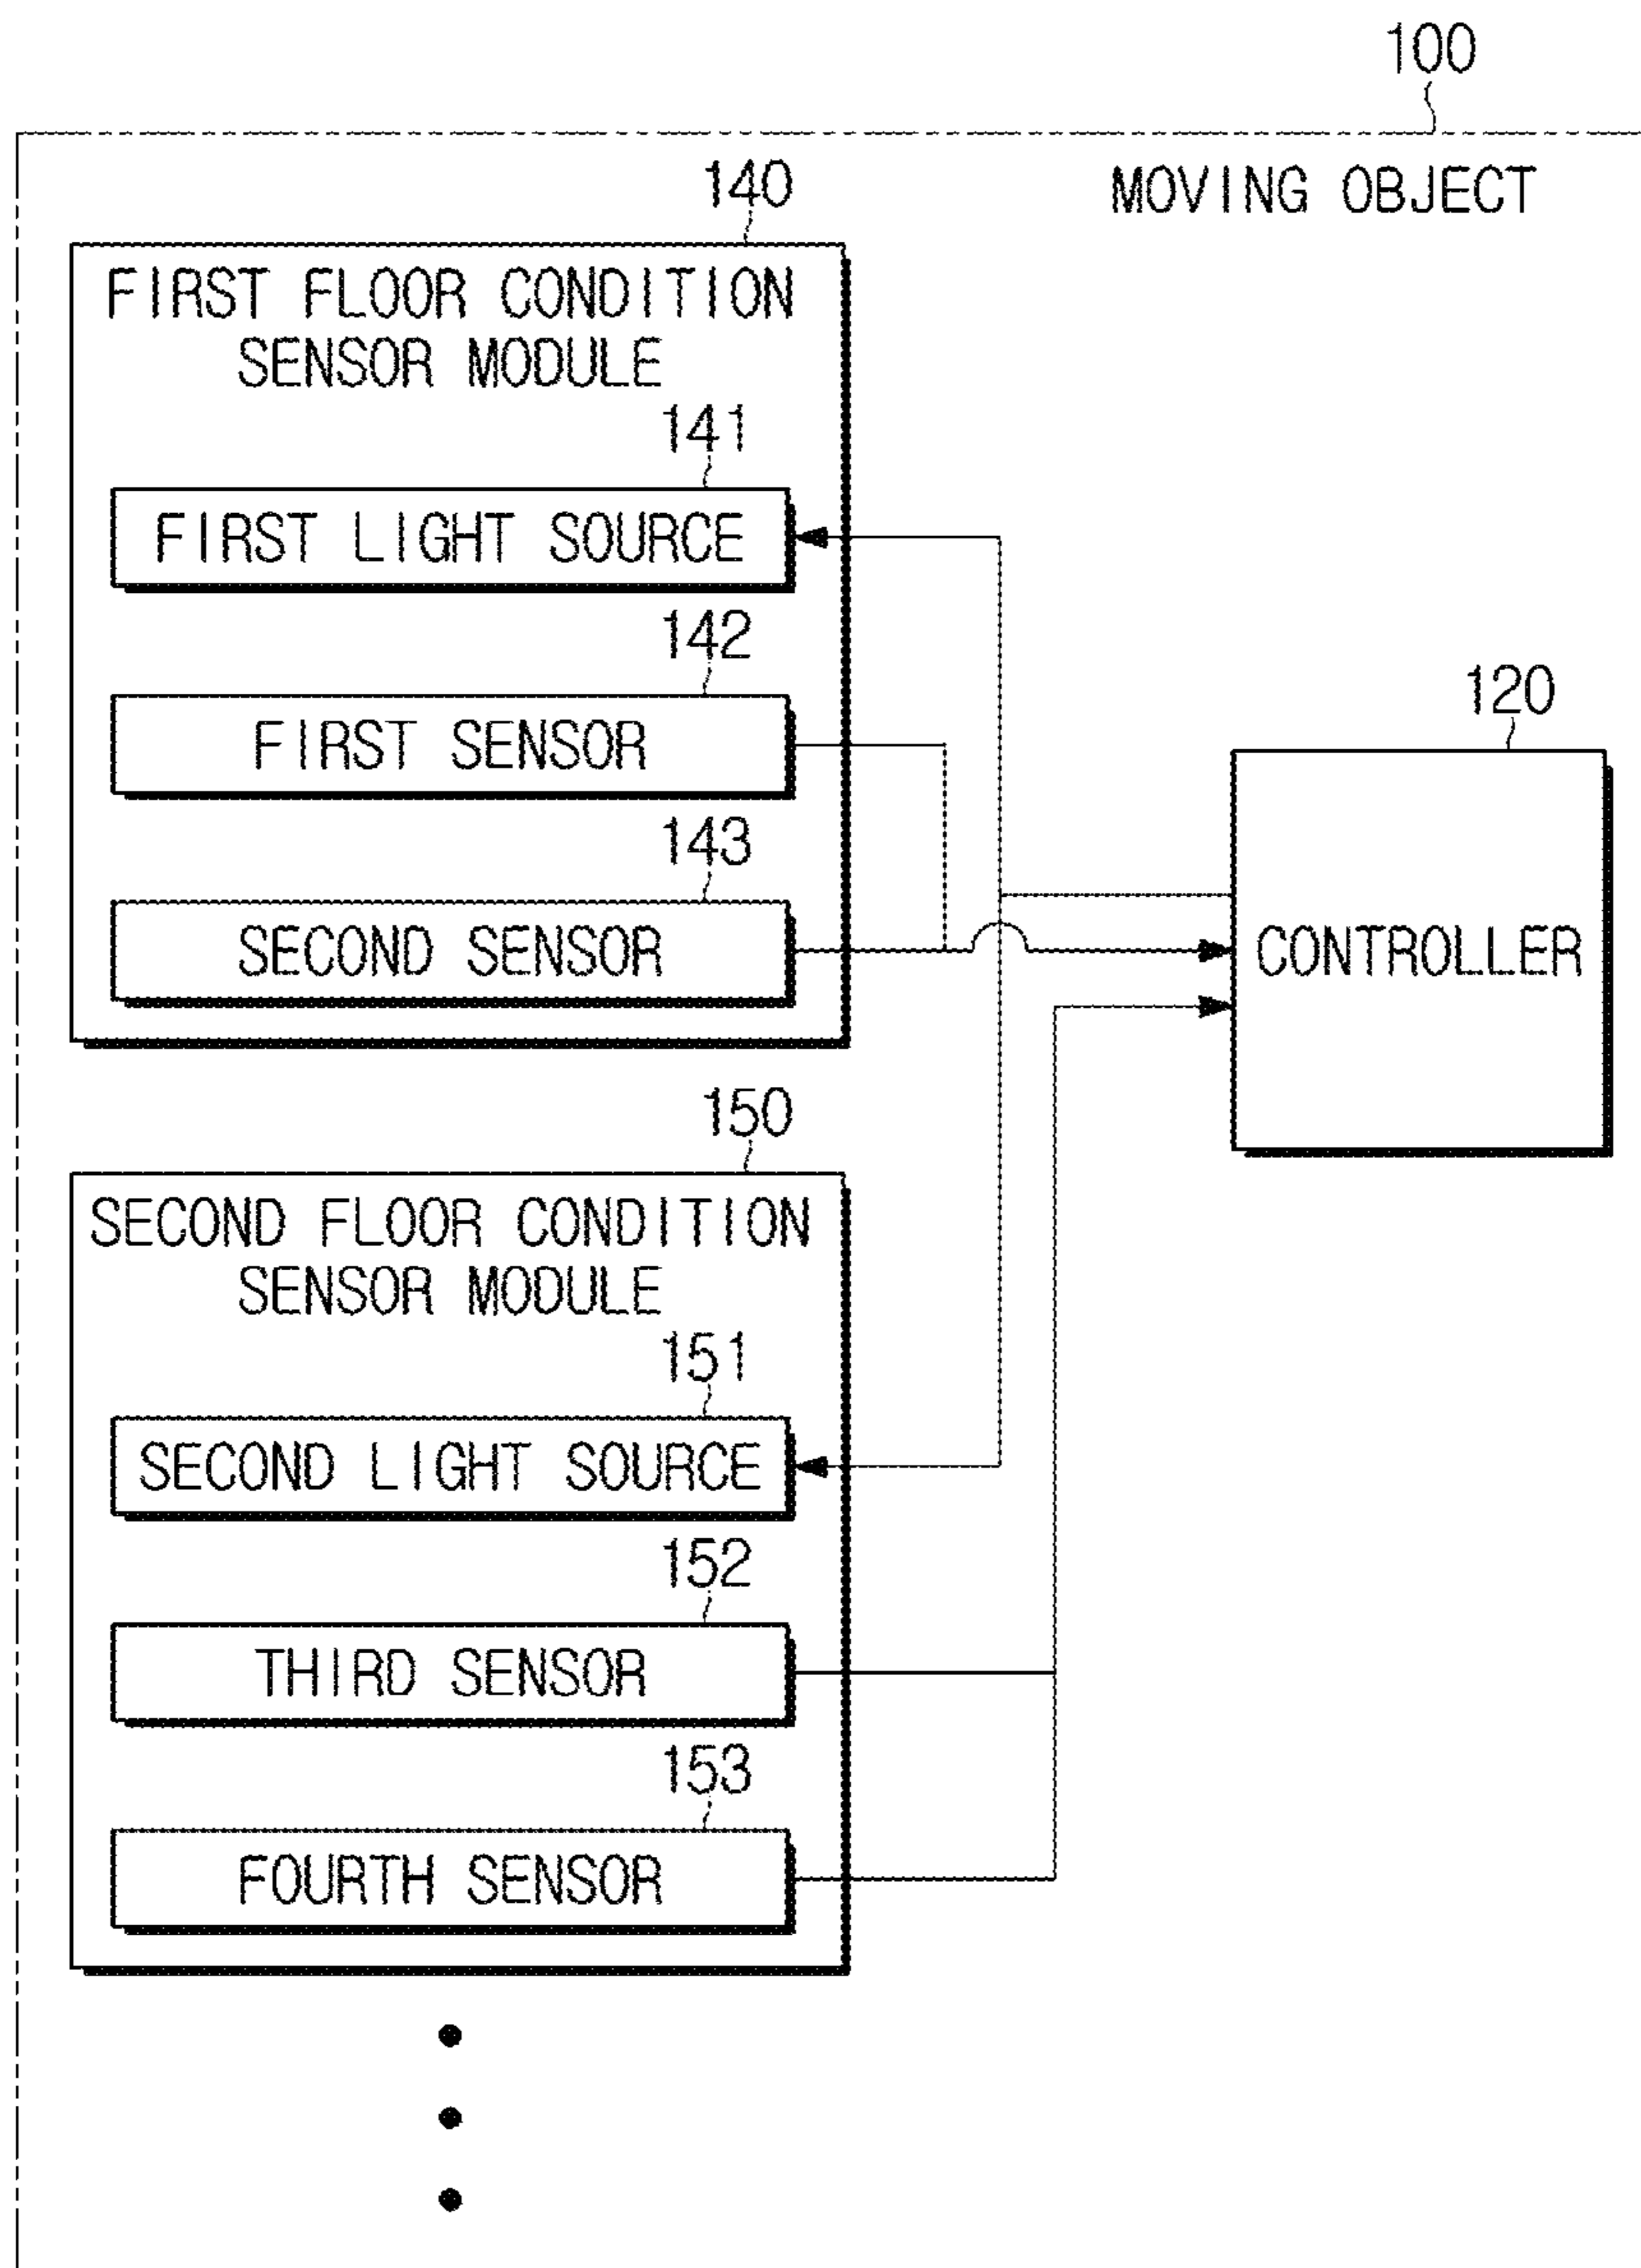 100
MOVING OBJECT
140
FIRST FLOOR CONDITION
SENSOR MODULE
141
FIRST LIGHT SOURCE
142
FIRST SENSOR
143
SECOND SENSOR
120
CONTROLLER
150
SECOND FLOOR CONDITION
SENSOR MODULE
151
SECOND LIGHT SOURCE
152
THIRD SENSOR
153
FOURTH SENSOR